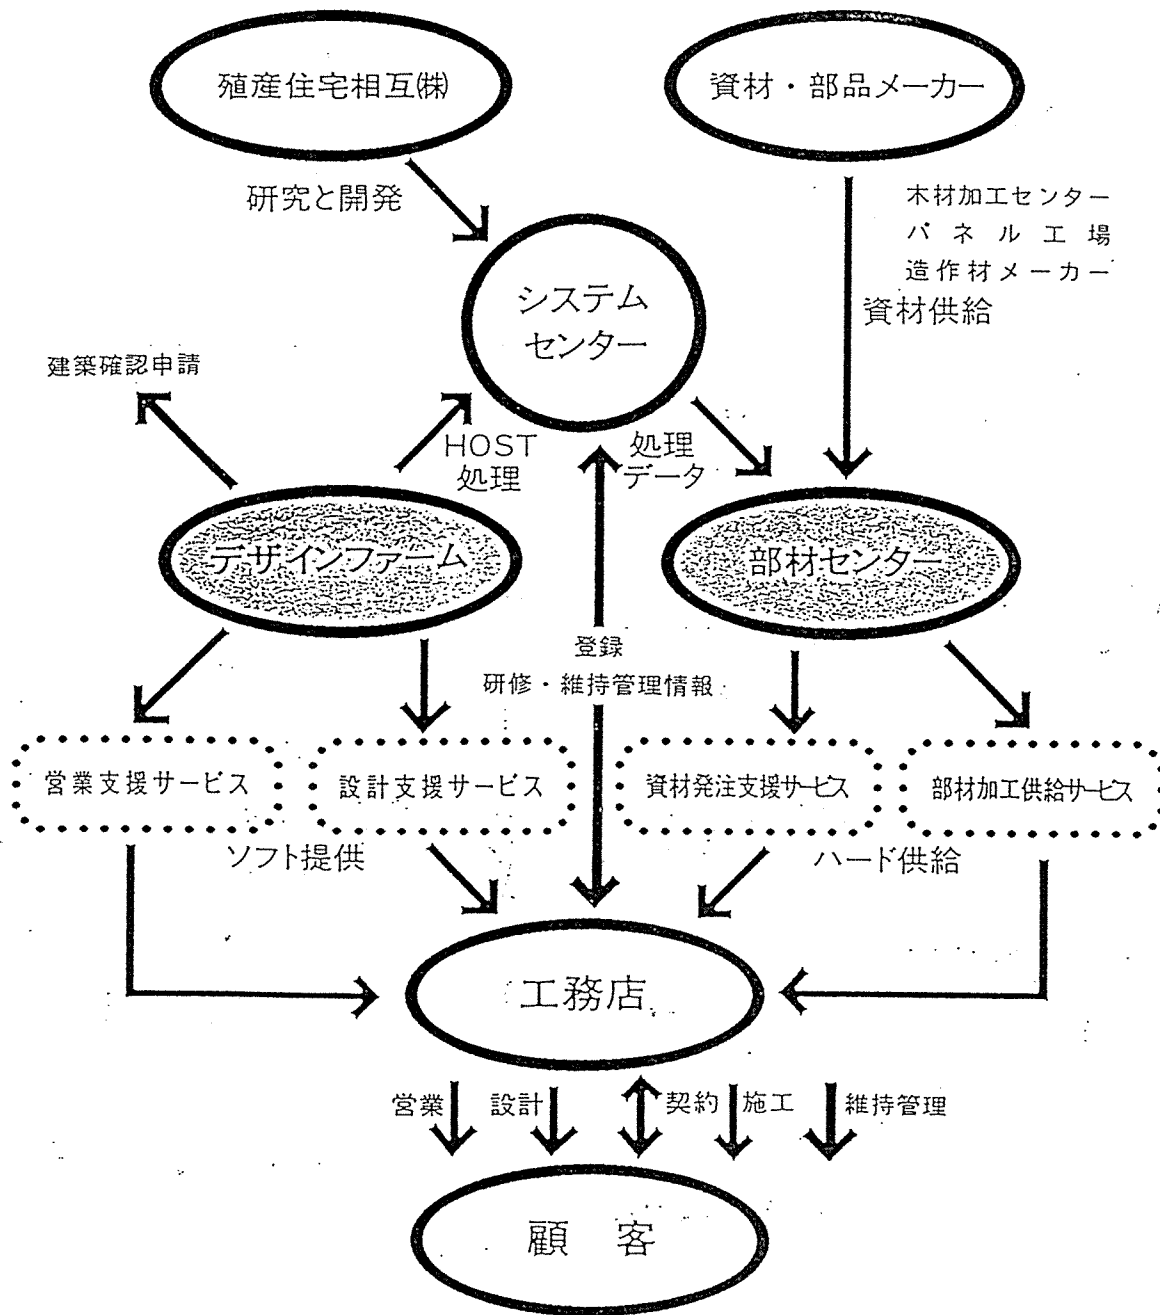 殖産住宅相互㈱
資材・部品メーカー
研究と開発
木材加工センター
パネル工場
造作材メーカー
資材供給
システム
センター
建築確認申請
HOST
処理
処理
データ
デザインファーム
部材センター
登録
研修・維持管理情報
営業支援サービス
設計支援サービス
資材発注支援サービス
部材加工供給サービス
ソフト提供
ハード供給
工務店
営業
設計
契約
施工
維持管理
顧客